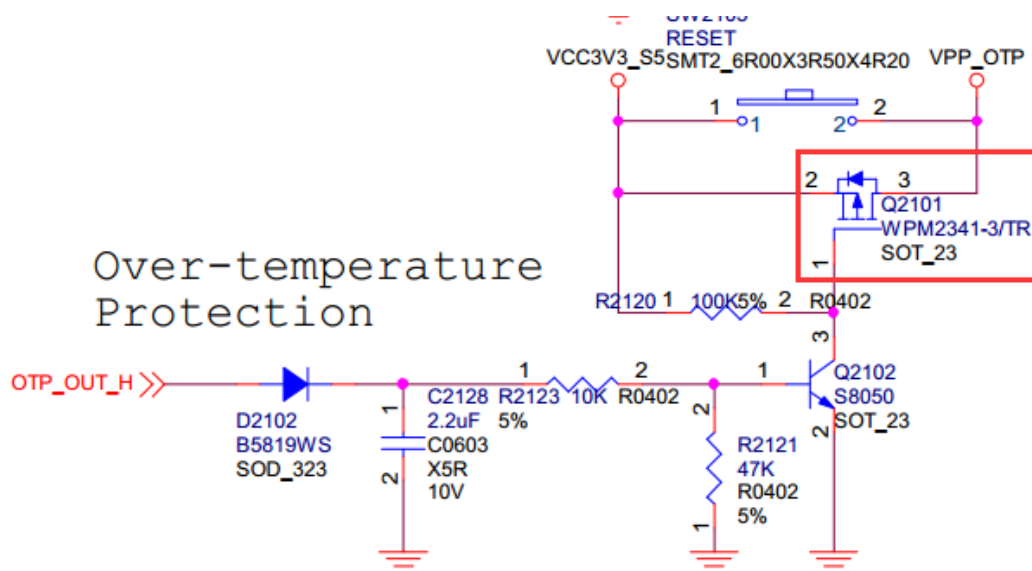 RESET
VCC3V3_S5
SMT2_6R00X3R50X4R20
VPP_OTP
1
2
1
2
2
3
Q2101
WPM2341-3/TR
SOT_23
1
Over-temperature
Protection
R2120
1
100K
5%
2
R0402
3
OTP_OUT_H
D2102
B5819WS
SOD_323
1
C2128
2.2uF
C0603
X5R
10V
2
1
R2123
10K
5%
2
R0402
2
R2121
47K
R0402
5%
1
1
Q2102
S8050
SOT_23
2